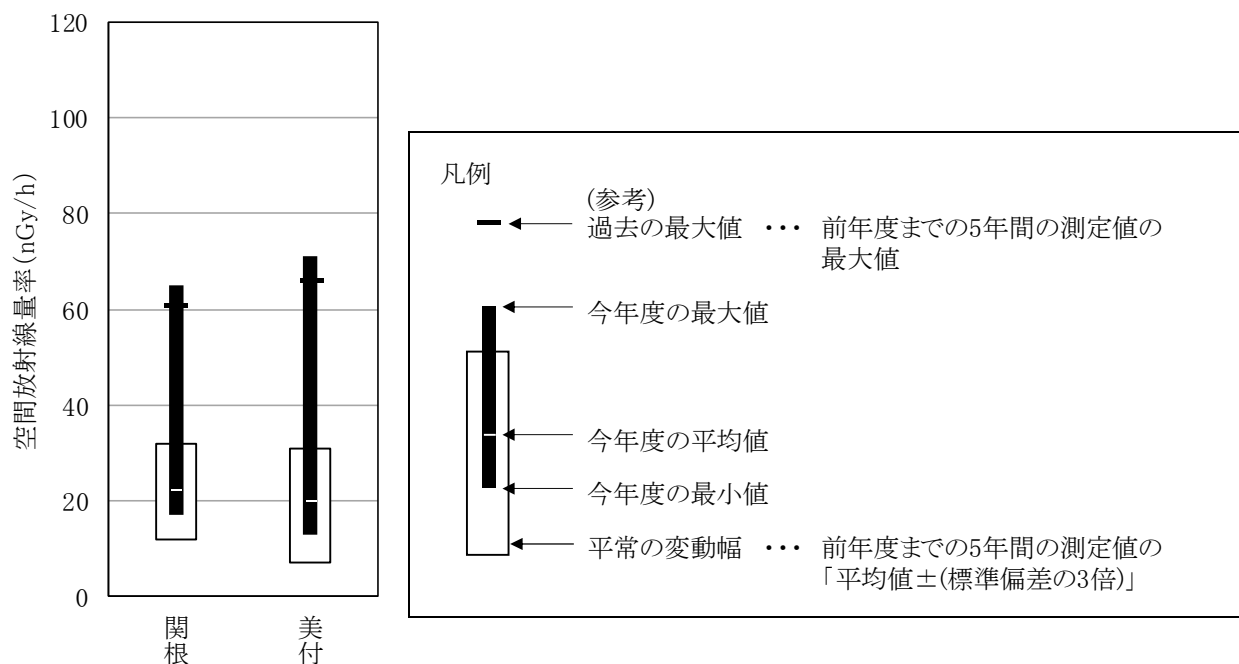 空間放射線量率(nGy/h)
120
100
80
60
40
20
0
関根
美付
凡例
(参考)
過去の最大値 ・・・ 前年度までの5年間の測定値の
最大値
今年度の最大値
今年度の平均値
今年度の最小値
平常の変動幅 ・・・ 前年度までの5年間の測定値の
「平均値±(標準偏差の3倍)」